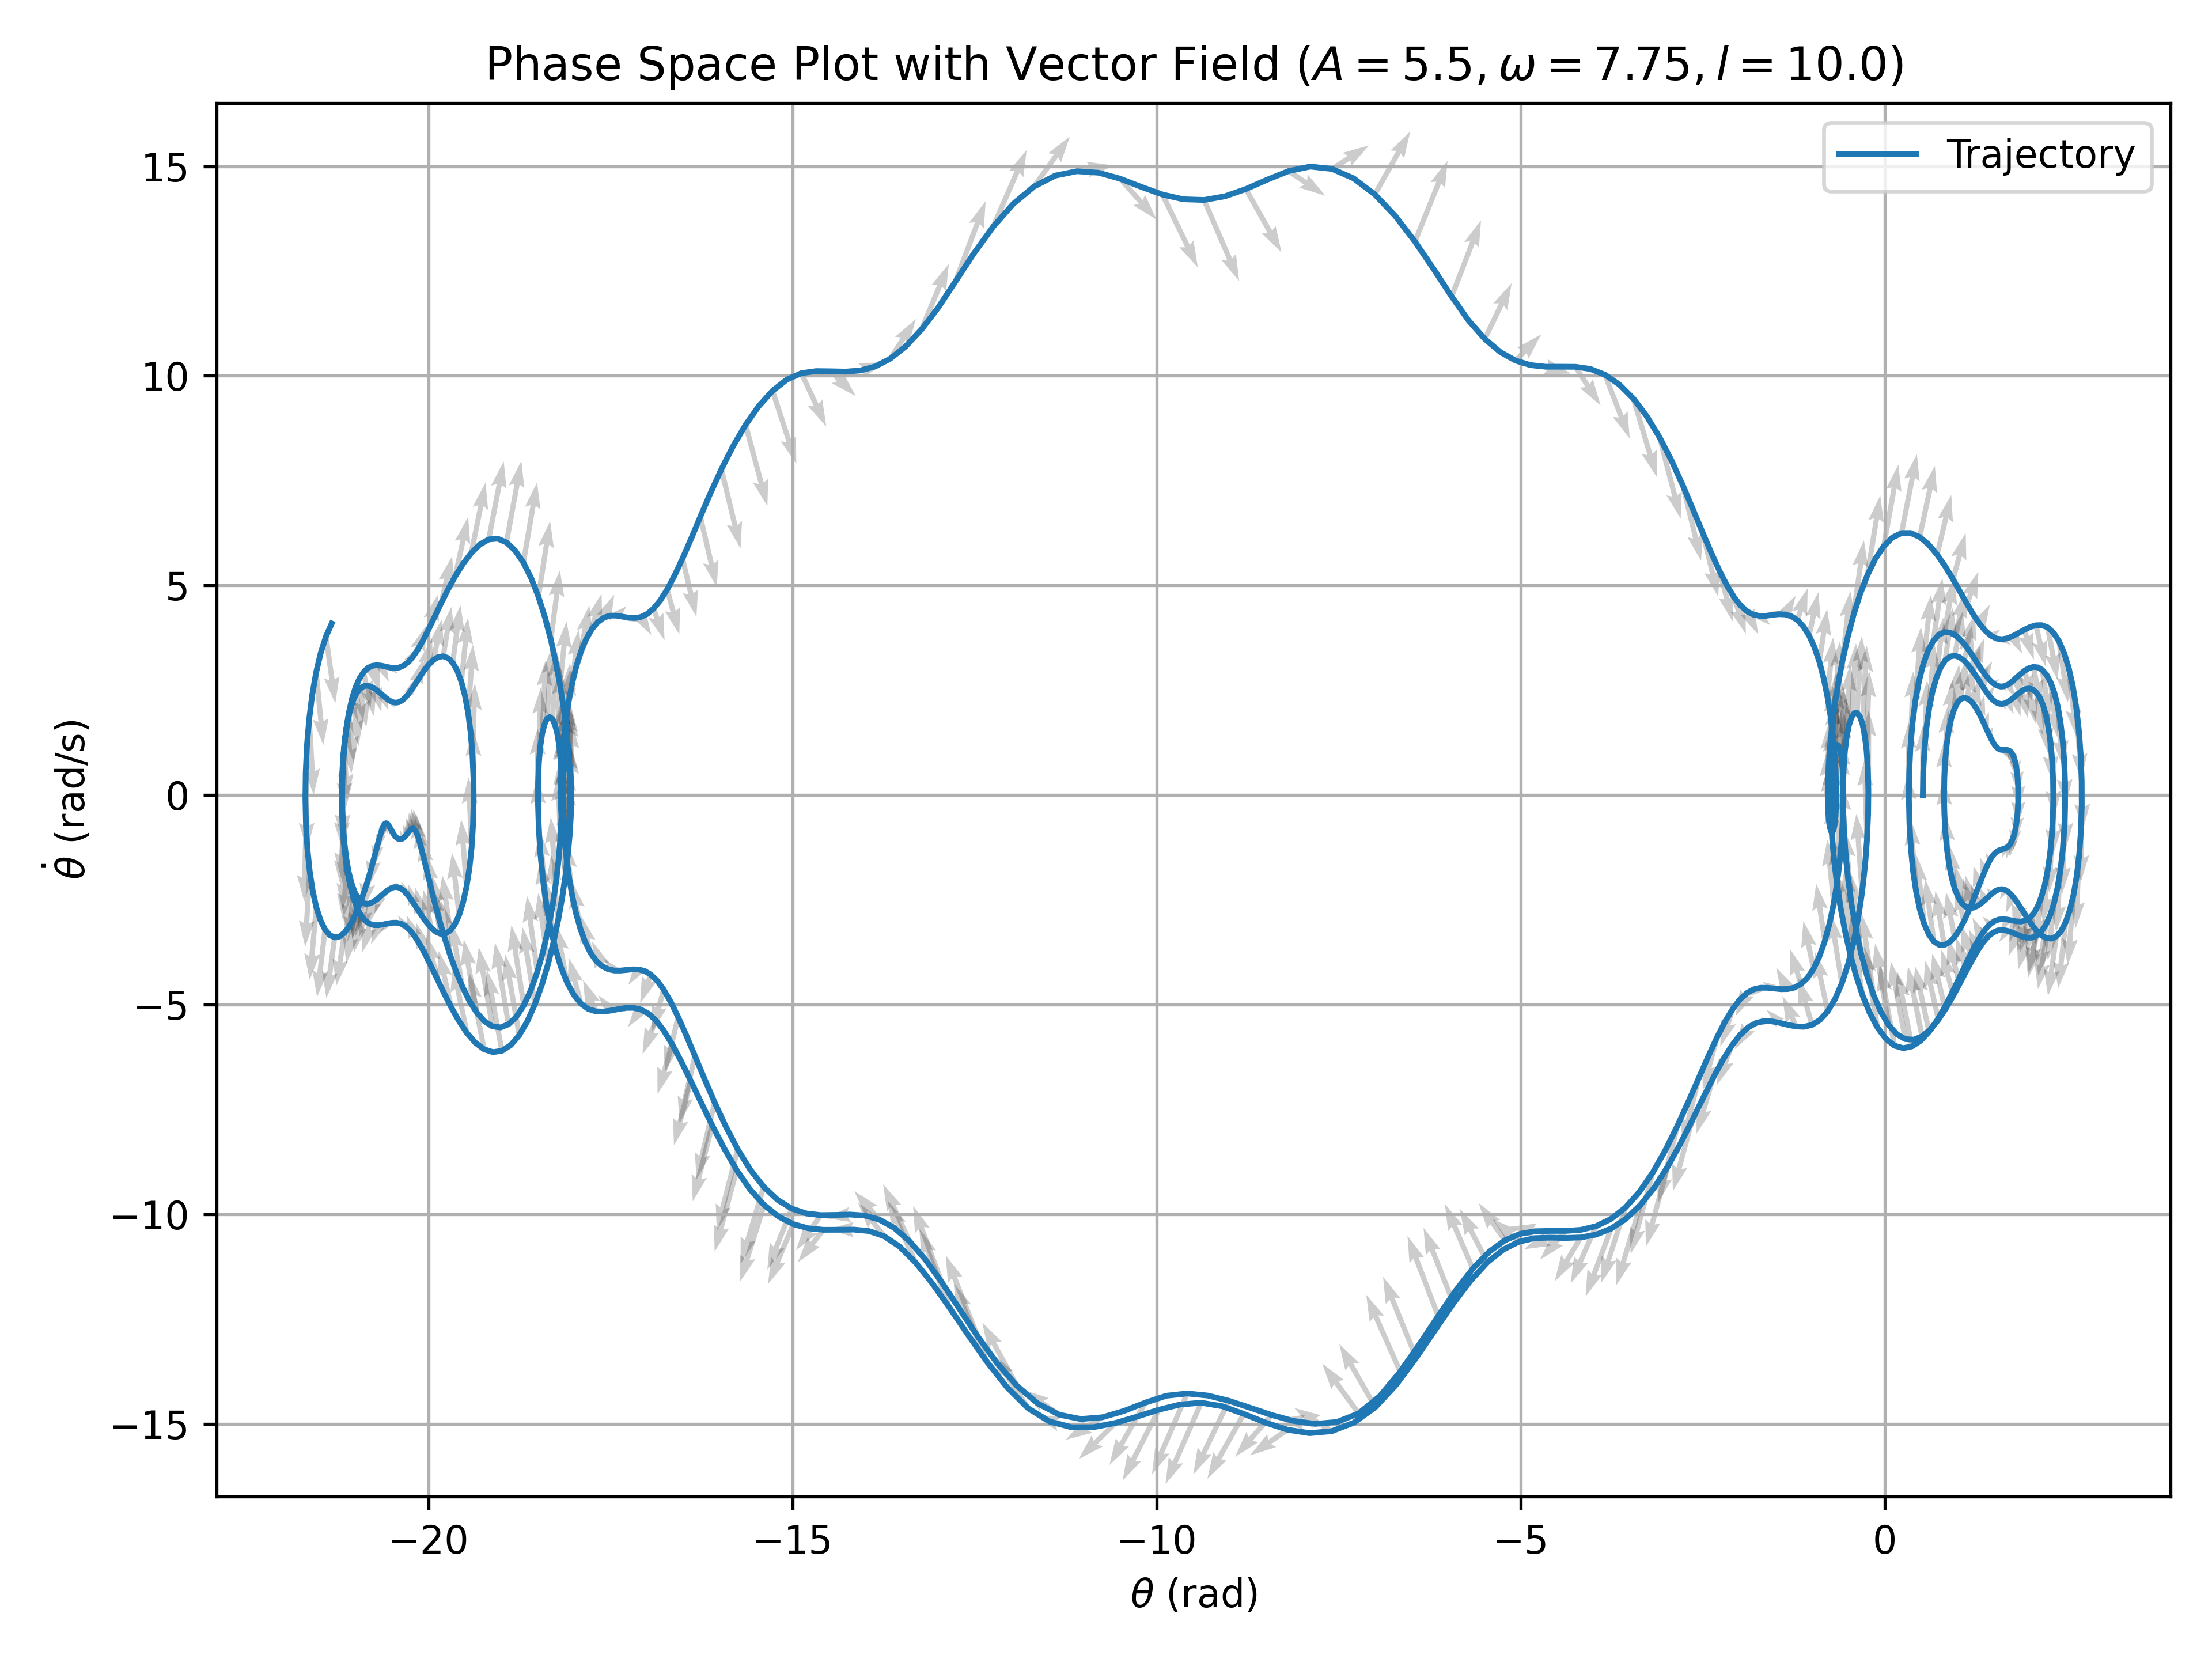 Phase Space Plot with Vector Field (A = 5.5, ω = 7.75, l = 10.0)
Trajectory
15
10
5
0
−5
−10
−15
θ̇ (rad/s)
−20 −15 −10 −5 0
θ (rad)